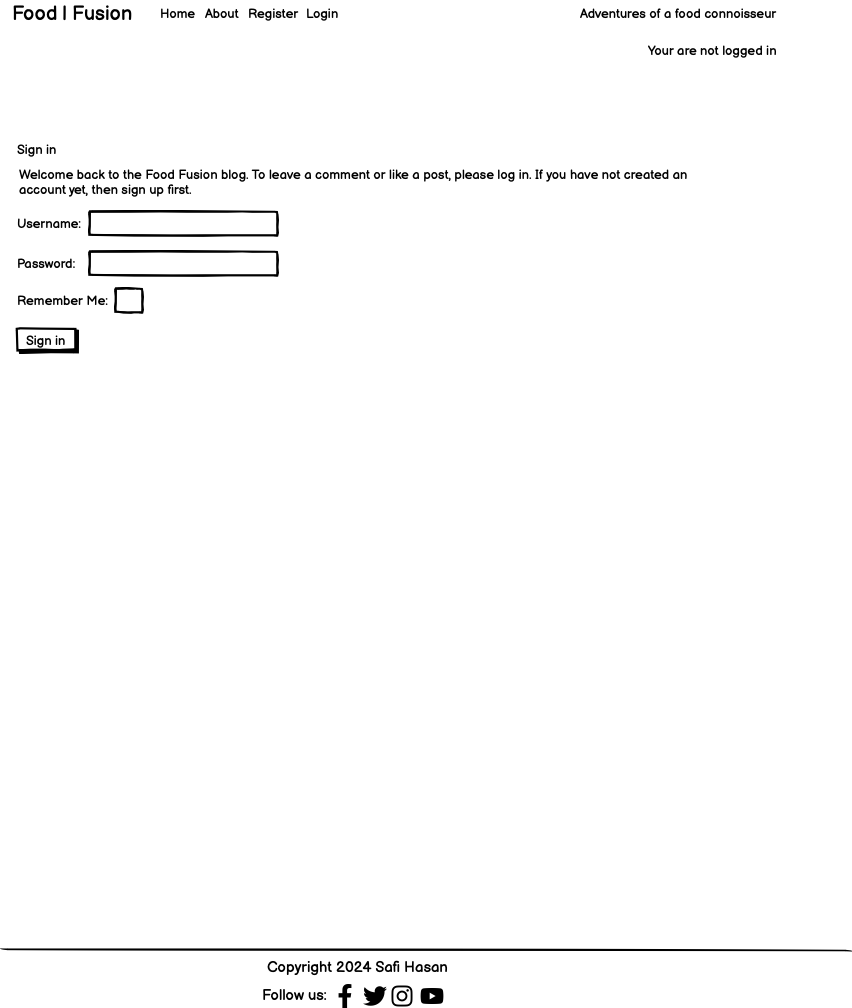 Food | Fusion Home About Register Login Adventures of a food connoisseur
Your are not logged in
Sign in
Welcome back to the Food Fusion blog. To leave a comment or like a post, please log in. If you have not created an
account yet, then sign up first.
Username:
Password:
Remember Me:
Sign in
Copyright 2024 Safi Hasan
Follow us: